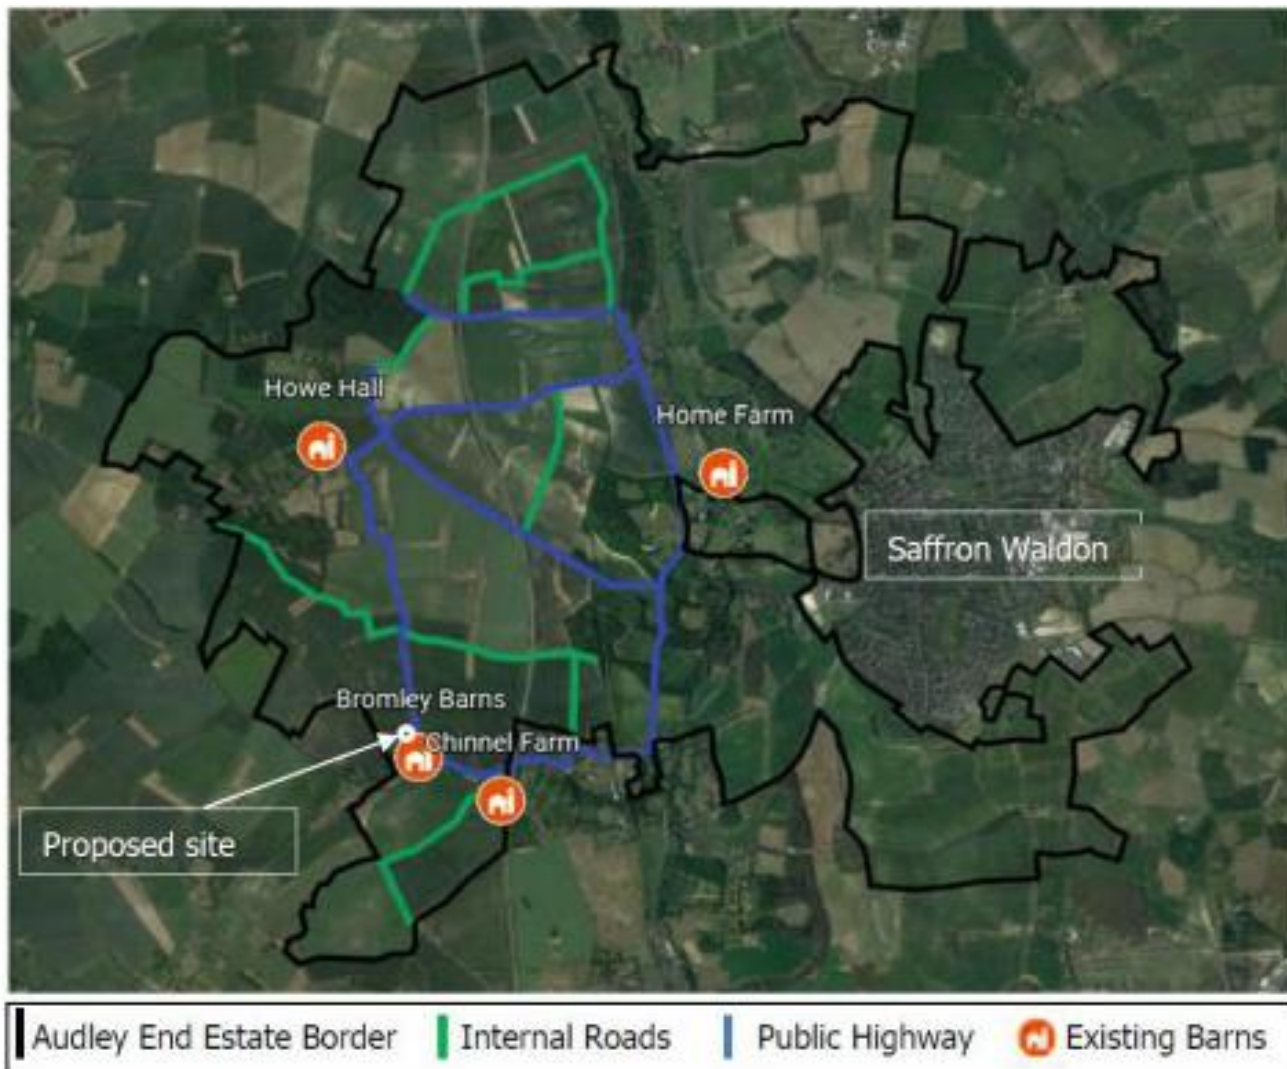 Howe Hall
Home Farm
Saffron Waldon
Bromley Barns
Chinnel Farm
Proposed site
Audley End Estate Border
Internal Roads
Public Highway
Existing Barns